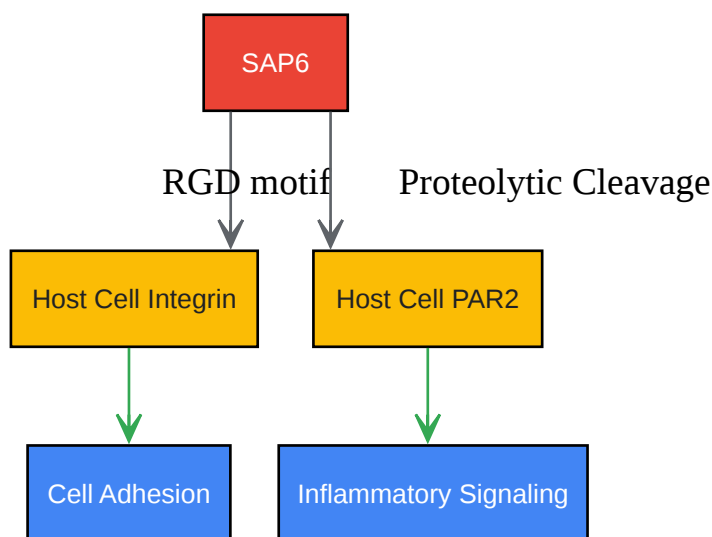 SAP6
RGD motif
Proteolytic Cleavage
Host Cell Integrin
Host Cell PAR2
Cell Adhesion
Inflammatory Signaling